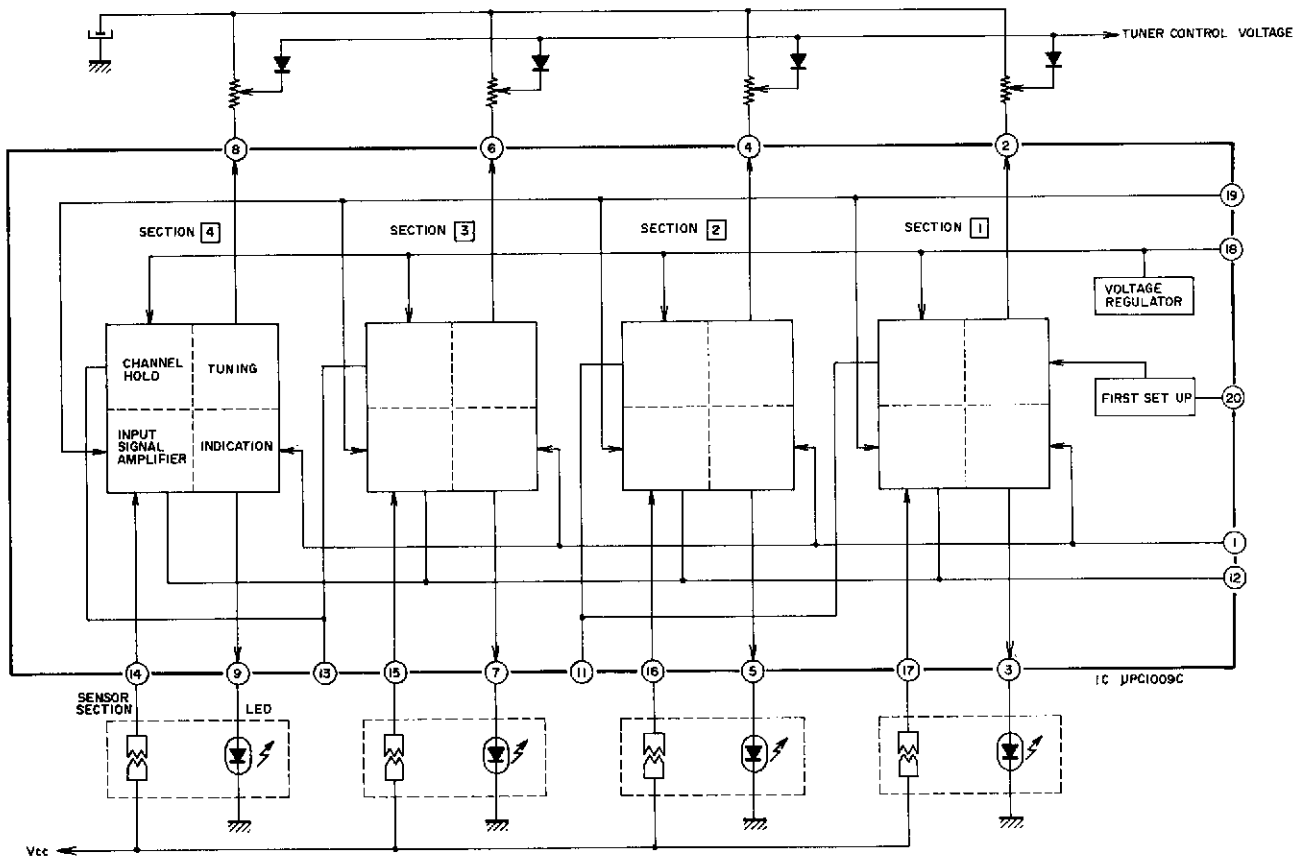 TUNER CONTROL VOLTAGE
8
6
4
2
19
SECTION 4
SECTION 3
SECTION 2
SECTION 1
18
VOLTAGE
REGULATOR
CHANNEL
HOLD
TUNING
FIRST SET UP
20
INPUT
SIGNAL
AMPLIFIER
INDICATION
1
12
14
9
13
15
7
11
16
5
17
3
IC μPC1009C
SENSOR
SECTION
LED
Vcc